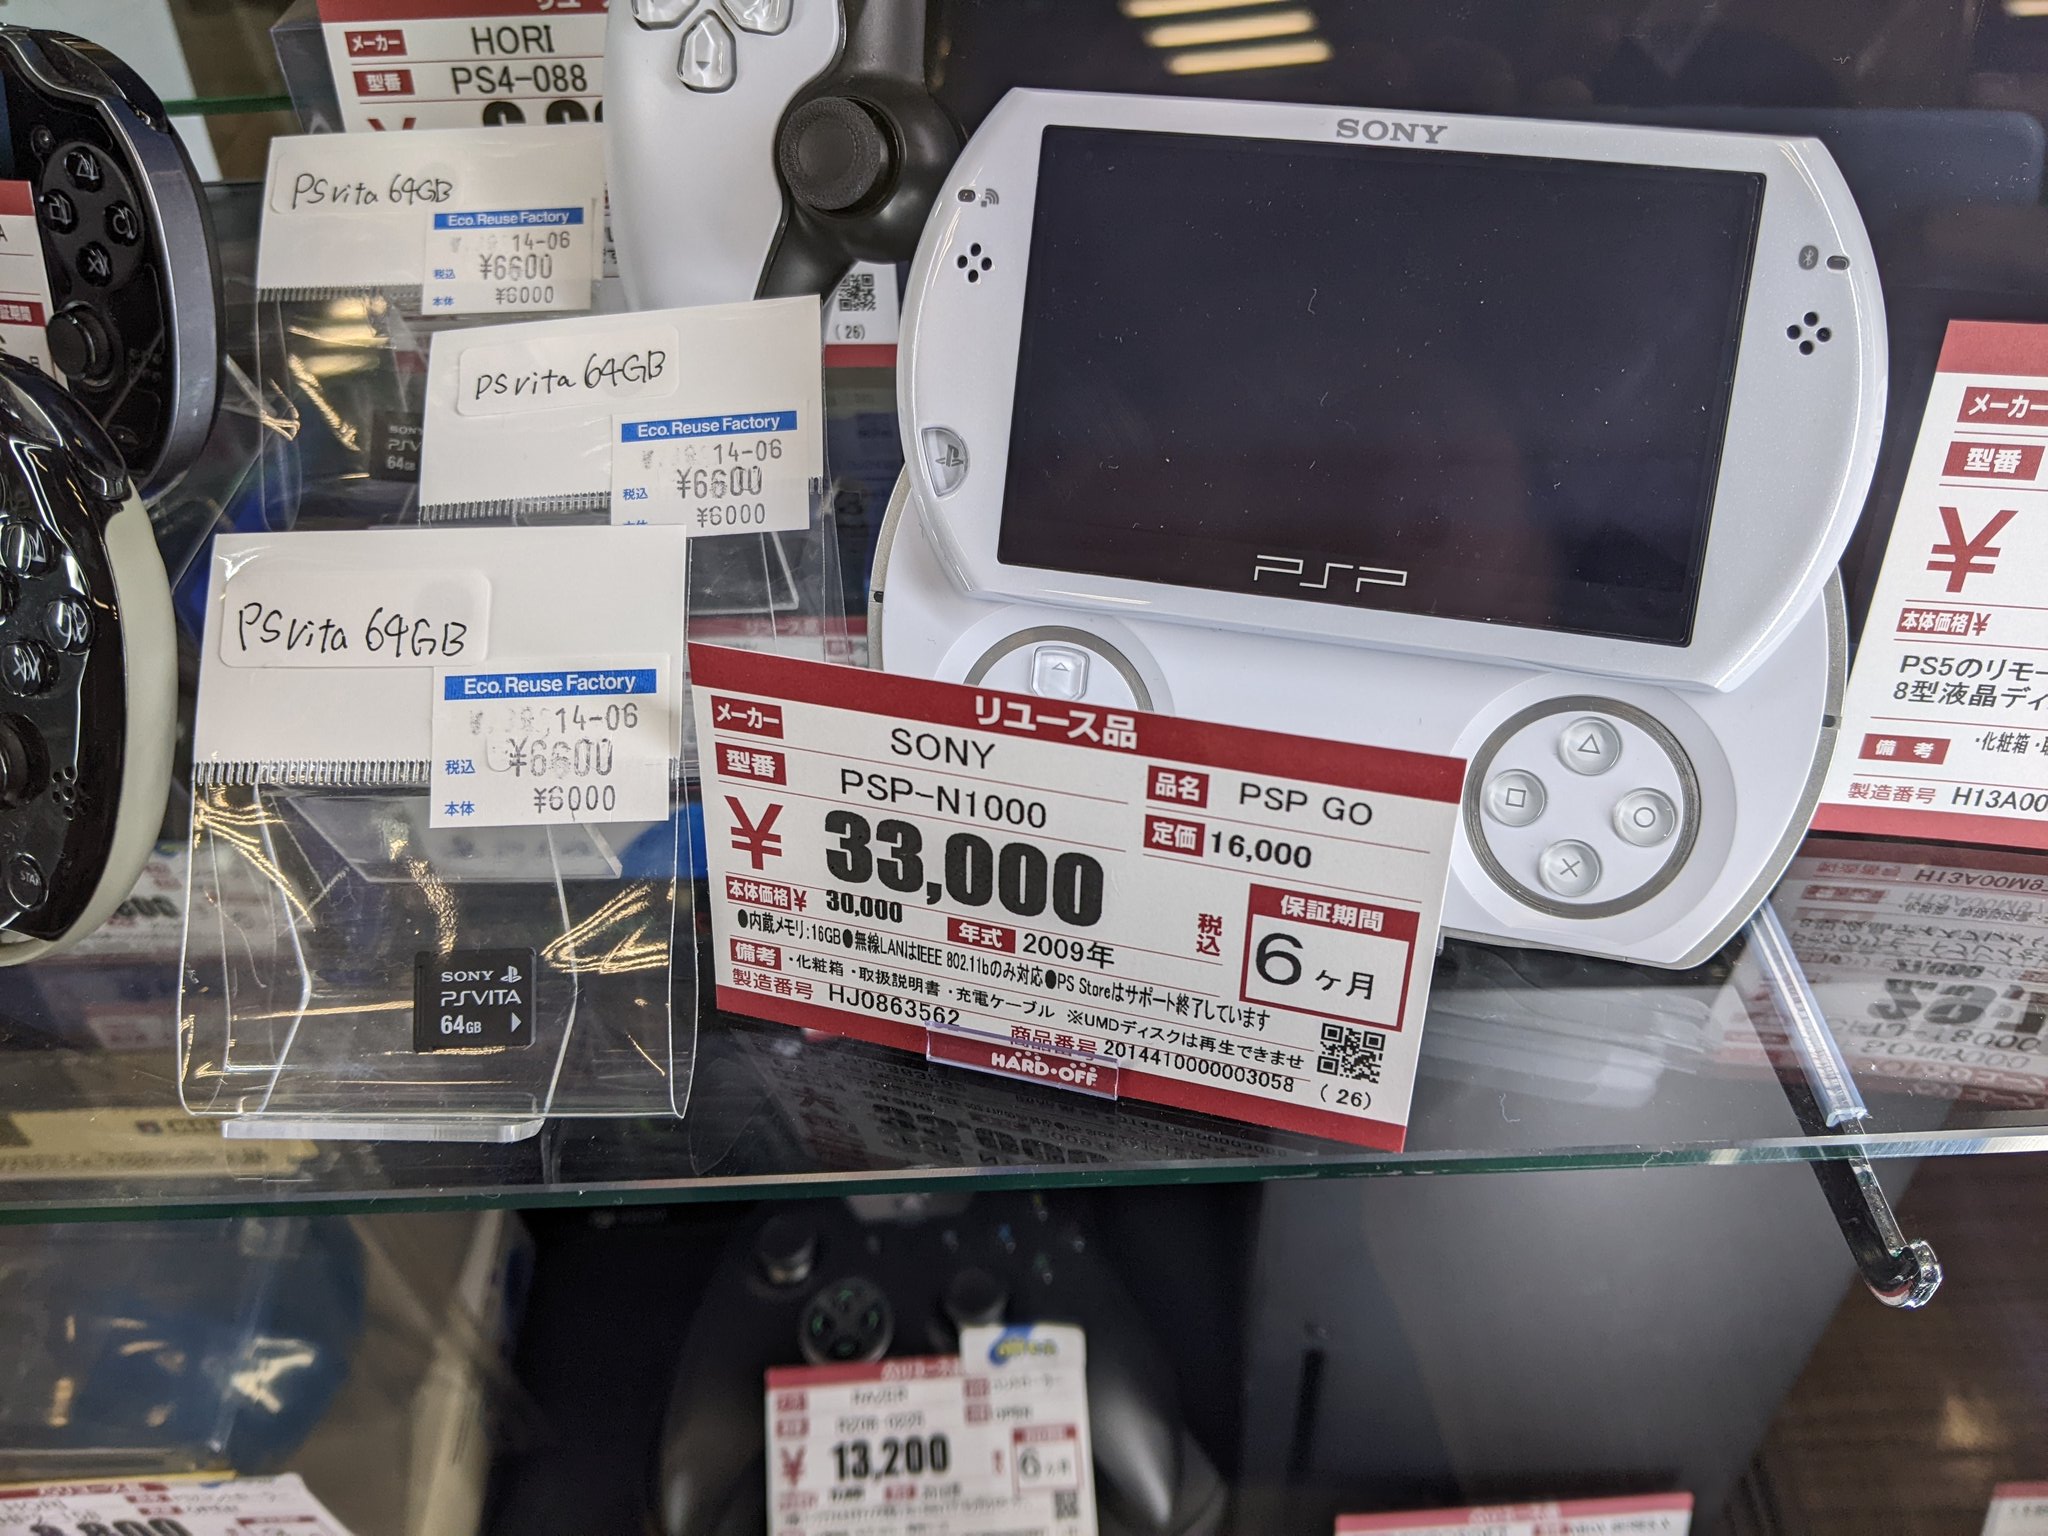 メーカー HORI
型番 PS4-088
PSvita 64GB
Eco.Reuse Factory
14-06
税込 ¥6600
本体 ¥6000
PSvita 64GB
Eco.Reuse Factory
14-06
税込 ¥6600
本体 ¥6000
PSvita 64GB
Eco.Reuse Factory
14-06
税込 ¥6600
本体 ¥6000
SONY
PSVITA
64GB
(26)
SONY
PSP
リユース品
メーカー SONY
型番 PSP-N1000
品名 PSP GO
定価 16,000
¥33,000 税込
本体価格¥ 30,000
年式 2009年
保証期間
6ヶ月
●内蔵メモリ:16GB●無線LANはIEEE 802.11bのみ対応●PS Storeはサポート終了しています
備考 ・化粧箱・取扱説明書・充電ケーブル ※UMDディスクは再生できませ
製造番号 HJ0863562
商品番号 2014410000003058
(26)
HARD・OFF
メーカー
型番
¥
本体価格¥
PS5のリモー
8型液晶ディ
備考 ・化粧箱・
製造番号 H13A00
¥13,200
6ヶ月